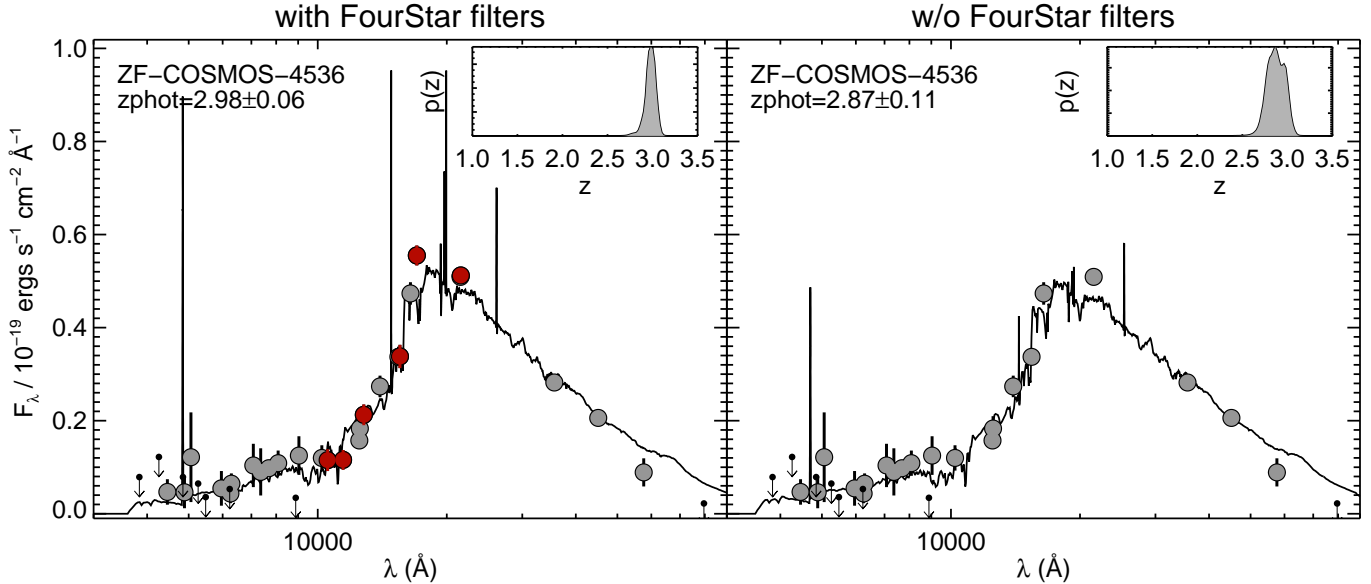 with FourStar filters
w/o FourStar filters
ZF−COSMOS−4536
zphot=2.98±0.06
p(z)
1.0 1.5 2.0 2.5 3.0 3.5
z
ZF−COSMOS−4536
zphot=2.87±0.11
p(z)
1.0 1.5 2.0 2.5 3.0 3.5
z
1.0
0.8
0.6
0.4
0.2
0.0
Fλ / 10⁻¹⁹ ergs s⁻¹ cm⁻² Å⁻¹
10000
λ (Å)
10000
λ (Å)